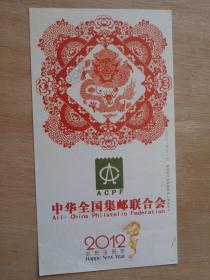 ACPF
中华全国集邮联合会
All- China Philatelic Federation
2012
Happy New Year